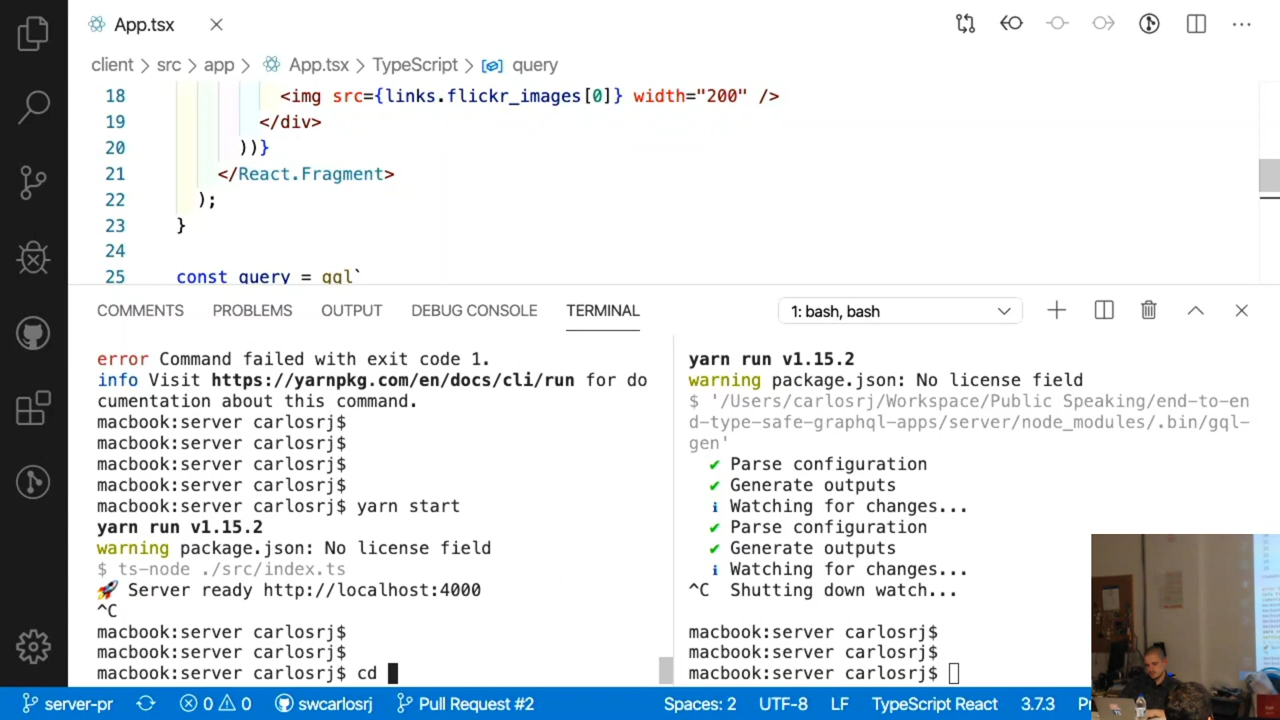 App.tsx
client > src > app > App.tsx > TypeScript > query
18 <img src={links.flickr_images[0]} width="200" />
19 </div>
20 ))}
21 </React.Fragment>
22 );
23 }
24
25 const query = gql`
COMMENTS PROBLEMS OUTPUT DEBUG CONSOLE TERMINAL 1: bash, bash
error Command failed with exit code 1.
info Visit https://yarnpkg.com/en/docs/cli/run for do
cumentation about this command.
macbook:server carlosrj$
macbook:server carlosrj$
macbook:server carlosrj$
macbook:server carlosrj$
macbook:server carlosrj$ yarn start
yarn run v1.15.2
warning package.json: No license field
$ ts-node ./src/index.ts
🚀 Server ready http://localhost:4000
^C
macbook:server carlosrj$
macbook:server carlosrj$
macbook:server carlosrj$ cd
yarn run v1.15.2
warning package.json: No license field
$ '/Users/carlosrj/Workspace/Public Speaking/end-to-en
d-type-safe-graphql-apps/server/node_modules/.bin/gql-
gen'
✔ Parse configuration
✔ Generate outputs
ℹ Watching for changes...
✔ Parse configuration
✔ Generate outputs
ℹ Watching for changes...
^C Shutting down watch...
macbook:server carlosrj$
macbook:server carlosrj$
macbook:server carlosrj$
server-pr 0 0 swcarlosrj Pull Request #2 Spaces: 2 UTF-8 LF TypeScript React 3.7.3